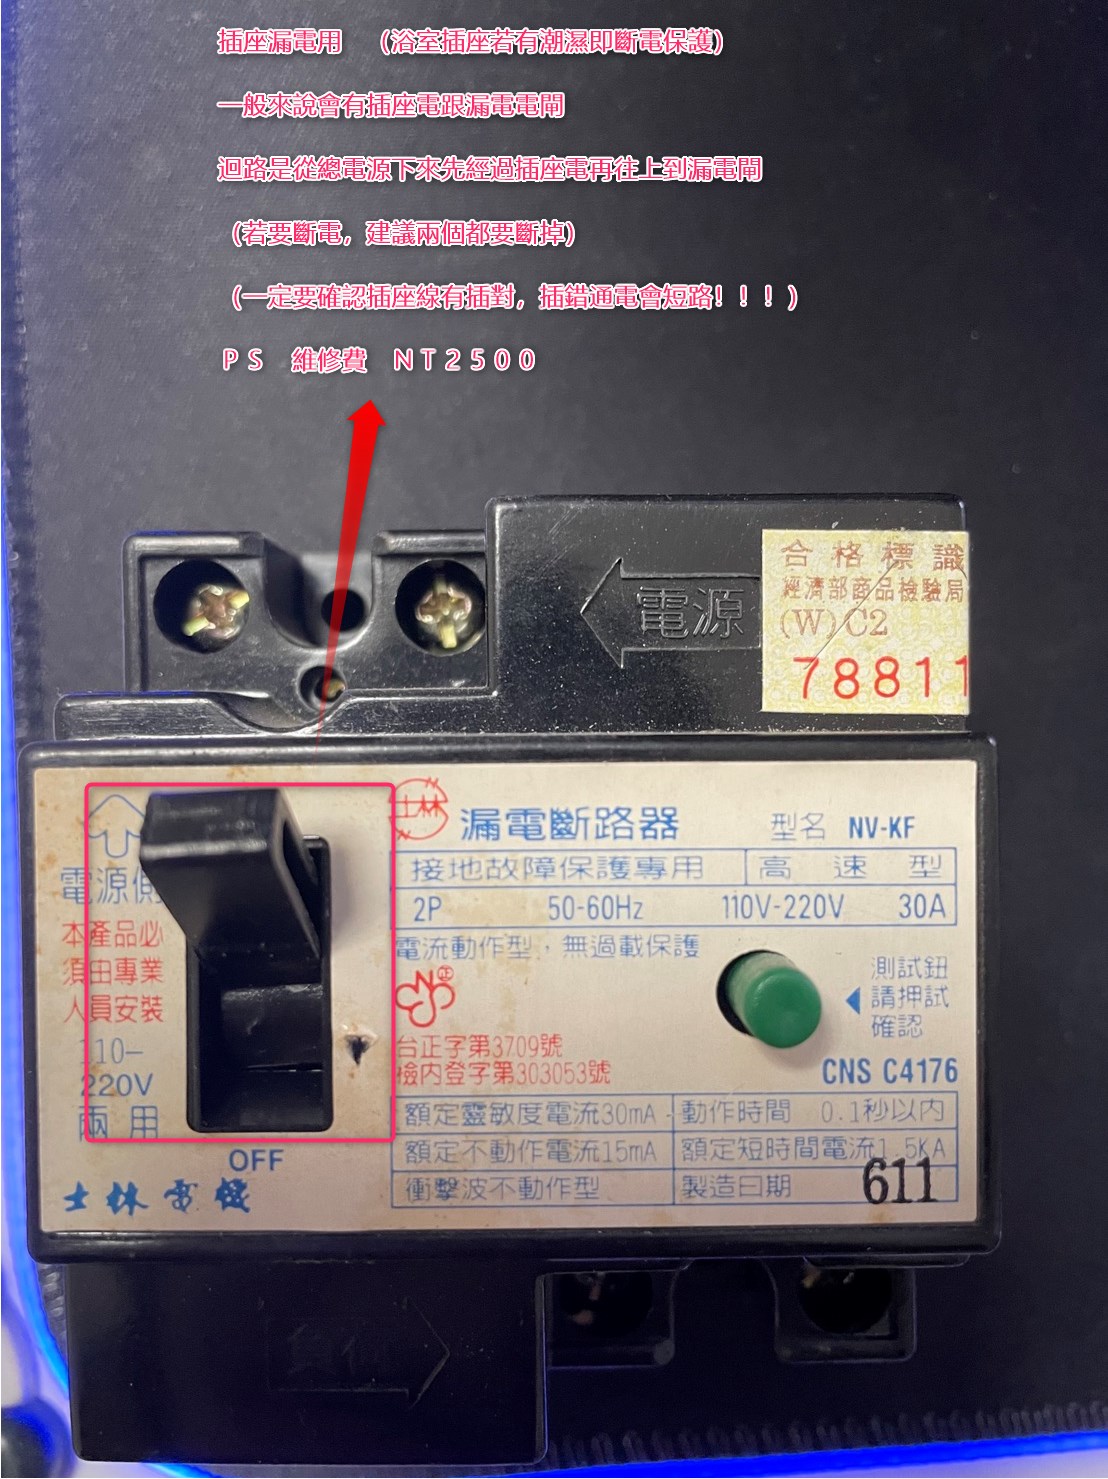 插座漏電用 （浴室插座若有潮濕即斷電保護）
一般來說會有插座電跟漏電電閘
迴路是從總電源下來先經過插座電再往上到漏電閘
（若要斷電，建議兩個都要斷掉）
（一定要確認插座線有插對，插錯通電會短路！！！）
ＰＳ 維修費 ＮＴ２５００
電源
合格標識
經濟部商品檢驗局
(W) C2
78811
電源側
本產品必
須由專業
人員安裝
110-
220V
兩用
OFF
士林電機
士林
漏電斷路器 型名 NV-KF
接地故障保護專用 高速型
2P 50-60Hz 110V-220V 30A
電流動作型，無過載保護
正
台正字第3709號
檢內登字第303053號
測試鈕
請押試
確認
CNS C4176
額定靈敏度電流30mA 動作時間 0.1秒以內
額定不動作電流15mA 額定短時間電流1.5KA
衝擊波不動作型 製造日期 611